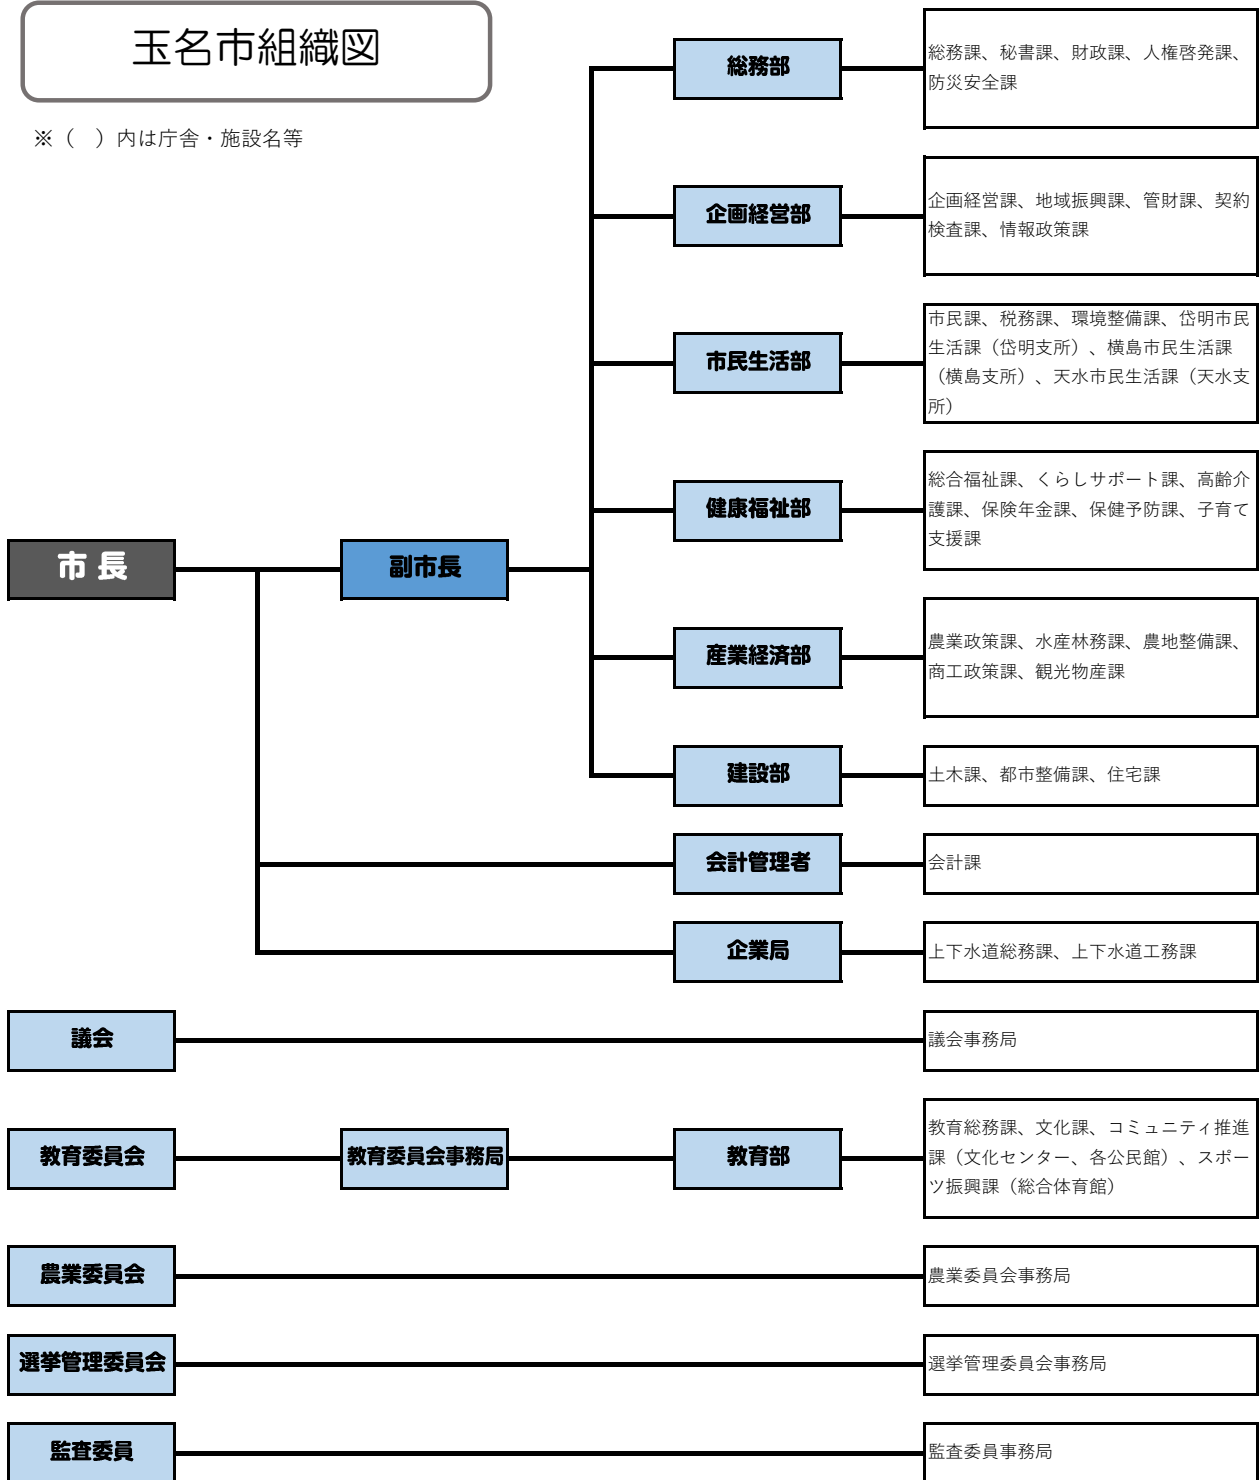 玉名市組織図
※（　）内は庁舎・施設名等
総務部
総務課、秘書課、財政課、人権啓発課、
防災安全課
企画経営部
企画経営課、地域振興課、管財課、契約
検査課、情報政策課
市民生活部
市民課、税務課、環境整備課、岱明市民
生活課（岱明支所）、横島市民生活課
（横島支所）、天水市民生活課（天水支
所）
健康福祉部
総合福祉課、くらしサポート課、高齢介
護課、保険年金課、保健予防課、子育て
支援課
市 長
副市長
産業経済部
農業政策課、水産林務課、農地整備課、
商工政策課、観光物産課
建設部
土木課、都市整備課、住宅課
会計管理者
会計課
企業局
上下水道総務課、上下水道工務課
議会
議会事務局
教育委員会
教育委員会事務局
教育部
教育総務課、文化課、コミュニティ推進
課（文化センター、各公民館）、スポー
ツ振興課（総合体育館）
農業委員会
農業委員会事務局
選挙管理委員会
選挙管理委員会事務局
監査委員
監査委員事務局